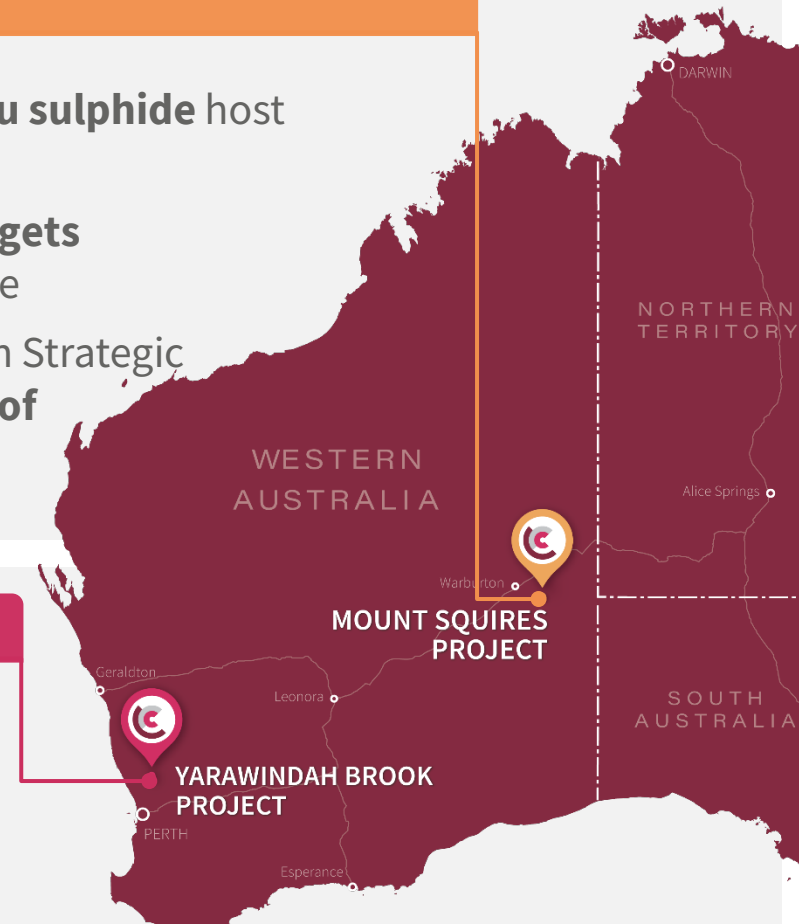 u sulphide host
gets
e
n Strategic
of
DARWIN
NORTHERN
TERRITORY
WESTERN
AUSTRALIA
Alice Springs
Warburton
MOUNT SQUIRES
PROJECT
Geraldton
Leonora
SOUTH
AUSTRALIA
YARAWINDAH BROOK
PROJECT
PERTH
Esperance